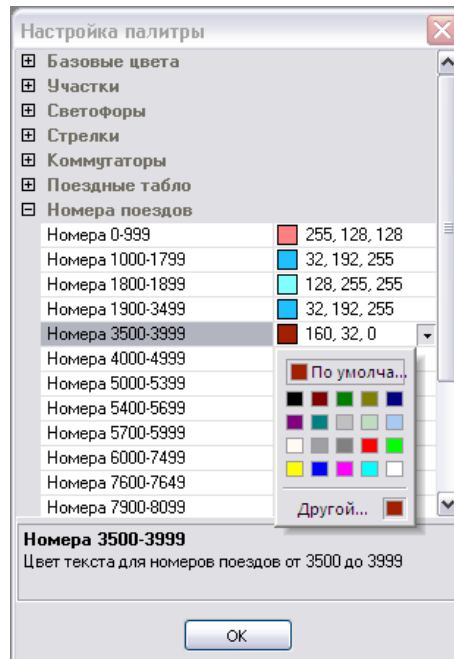 Настройка палитры
Базовые цвета
Участки
Светофоры
Стрелки
Коммутаторы
Поездные табло
Номера поездов
Номера 0-999 255, 128, 128
Номера 1000-1799 32, 192, 255
Номера 1800-1899 128, 255, 255
Номера 1900-3499 32, 192, 255
Номера 3500-3999 160, 32, 0
Номера 4000-4999
По умолча...
Номера 5000-5399
Номера 5400-5699
Номера 5700-5999
Номера 6000-7499
Номера 7600-7649
Номера 7900-8099
Другой...
Номера 3500-3999
Цвет текста для номеров поездов от 3500 до 3999
OK